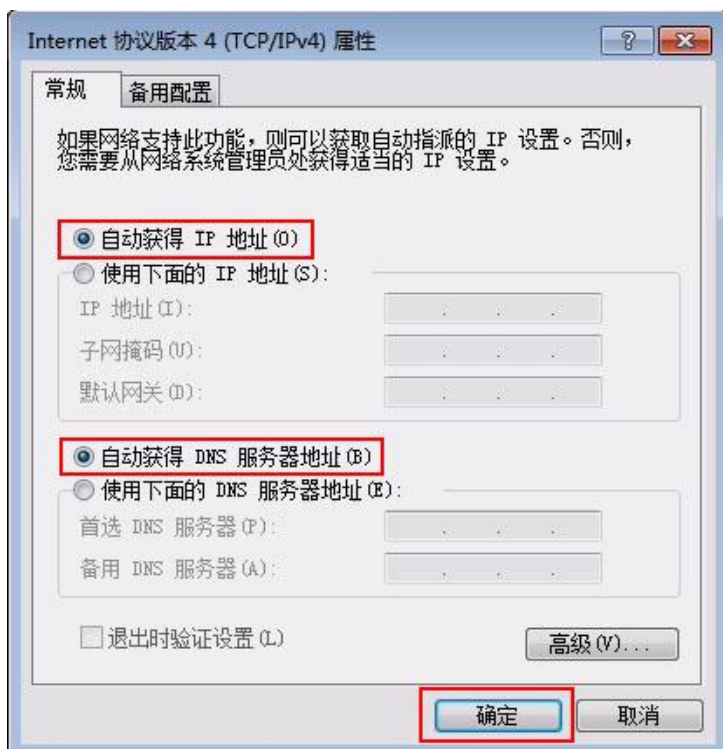 Internet 协议版本 4 (TCP/IPv4) 属性
常规
备用配置
如果网络支持此功能，则可以获取自动指派的 IP 设置。否则，
您需要从网络系统管理员处获得适当的 IP 设置。
自动获得 IP 地址(O)
使用下面的 IP 地址(S):
IP 地址(I):
子网掩码(U):
默认网关(D):
自动获得 DNS 服务器地址(B)
使用下面的 DNS 服务器地址(E):
首选 DNS 服务器(P):
备用 DNS 服务器(A):
退出时验证设置(L)
高级(V)...
确定
取消